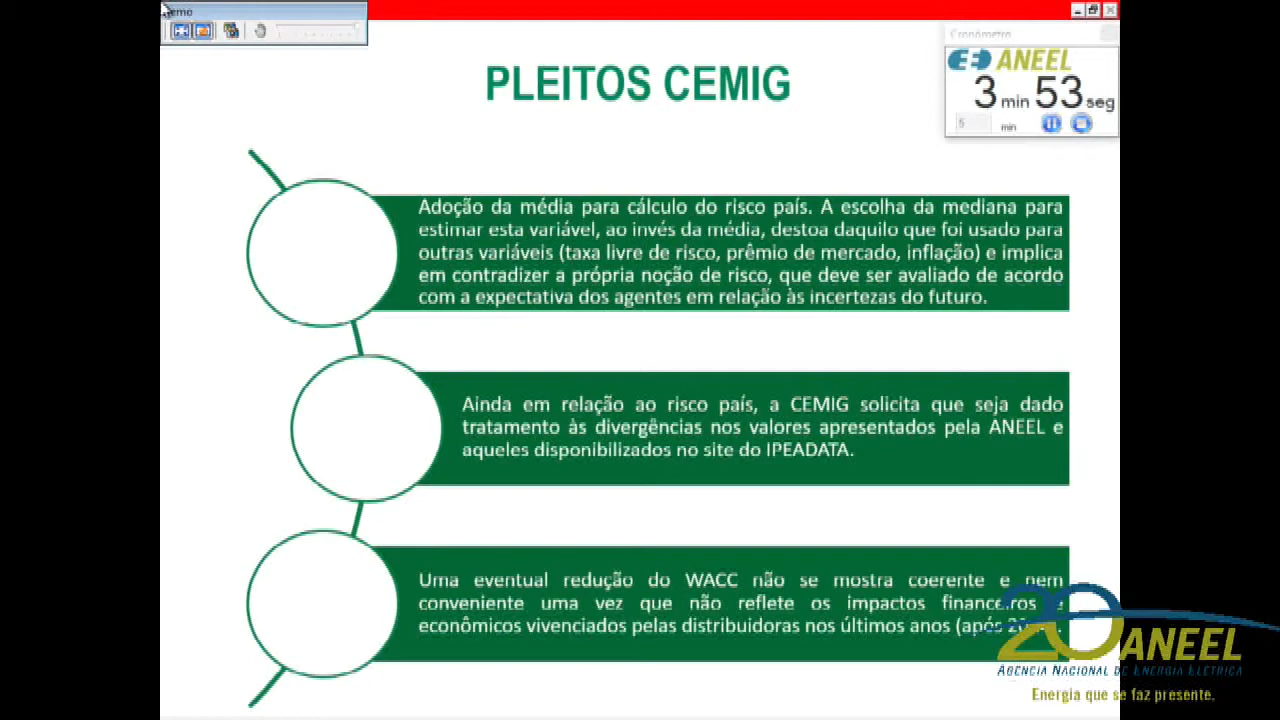 PLEITOS CEMIG
Cronômetro
ANEEL
3 min 53 seg
5 min
Adoção da média para cálculo do risco país. A escolha da mediana para
estimar esta variável, ao invés da média, destoa daquilo que foi usado para
outras variáveis (taxa livre de risco, prêmio de mercado, inflação) e implica
em contradizer a própria noção de risco, que deve ser avaliado de acordo
com a expectativa dos agentes em relação às incertezas do futuro.
Ainda em relação ao risco país, a CEMIG solicita que seja dado
tratamento às divergências nos valores apresentados pela ANEEL e
aqueles disponibilizados no site do IPEADATA.
Uma eventual redução do WACC não se mostra coerente e nem
conveniente uma vez que não reflete os impactos financeiros e
econômicos vivenciados pelas distribuidoras nos últimos anos (após
20 ANEEL
AGÊNCIA NACIONAL DE ENERGIA ELÉTRICA
Energia que se faz presente.